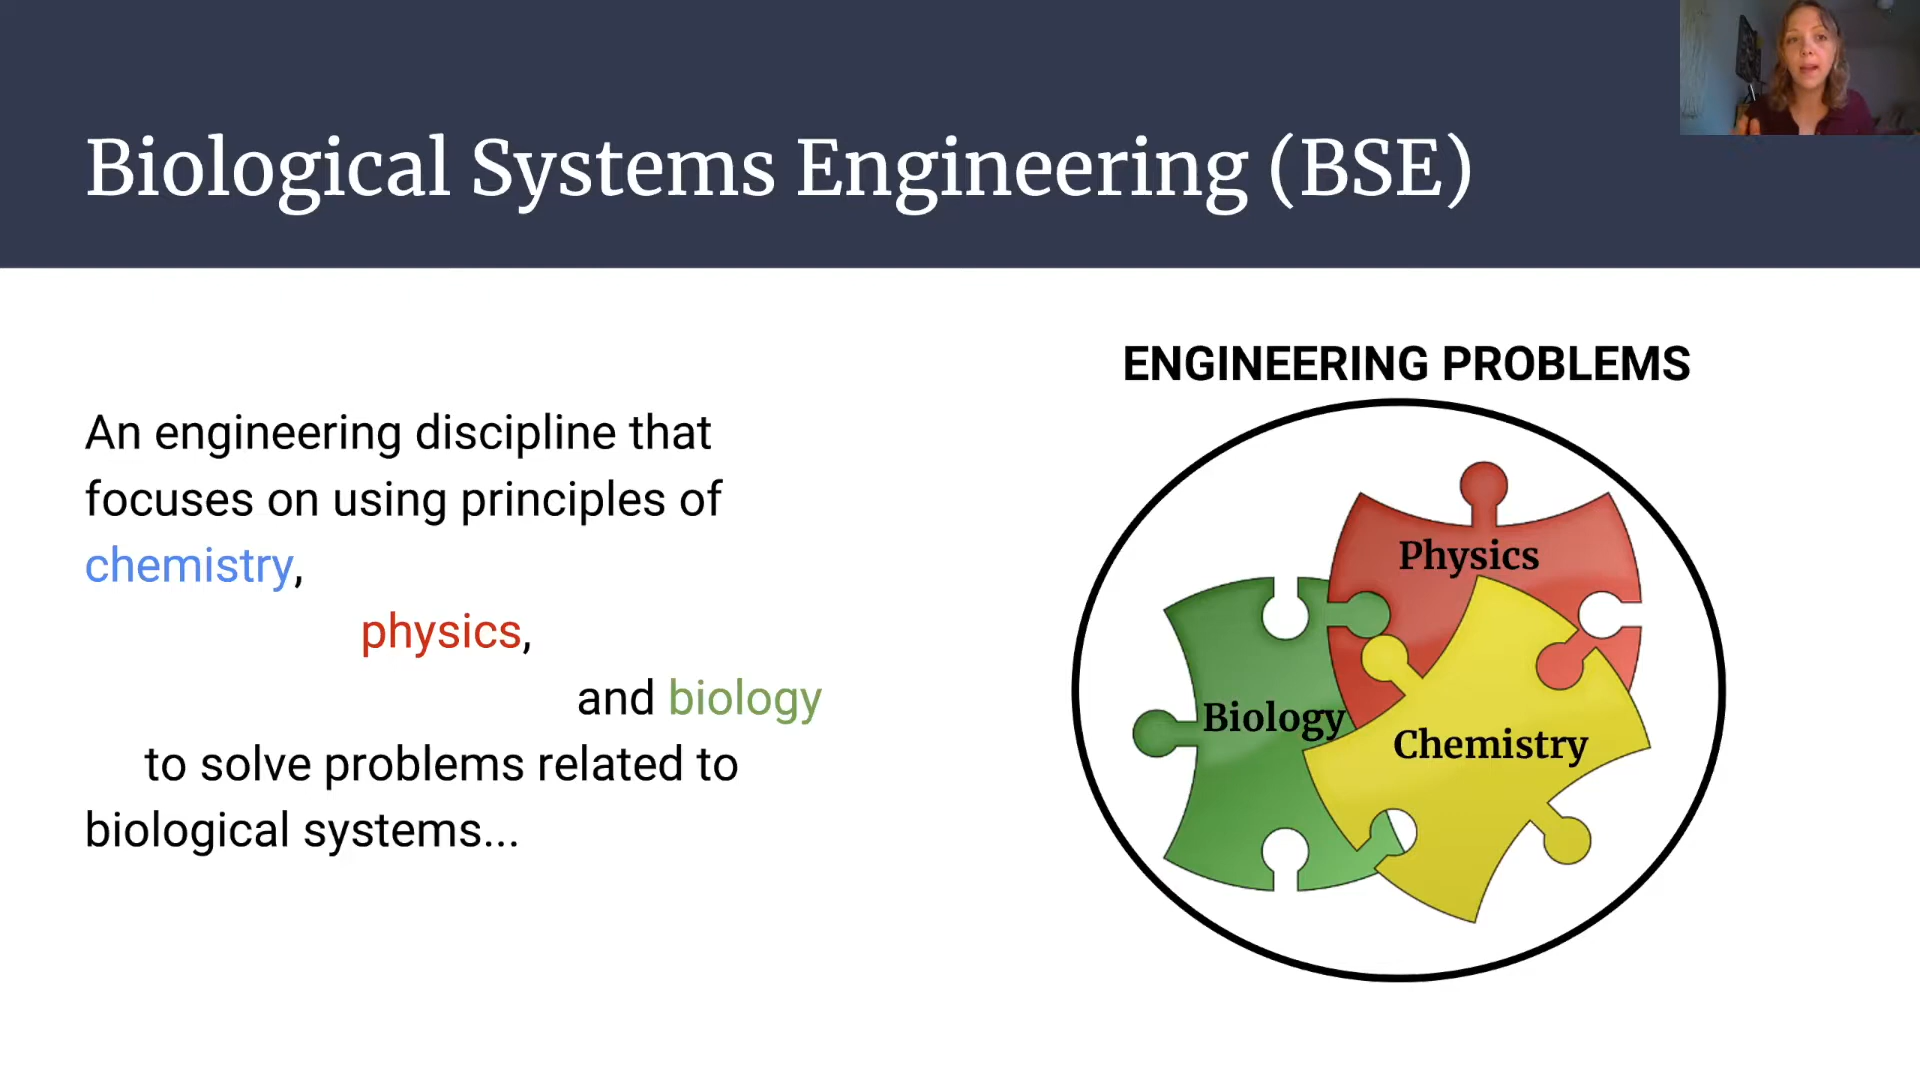 Biological Systems Engineering (BSE)
An engineering discipline that
focuses on using principles of
chemistry,
physics,
and biology
to solve problems related to
biological systems...
ENGINEERING PROBLEMS
Physics
Biology
Chemistry